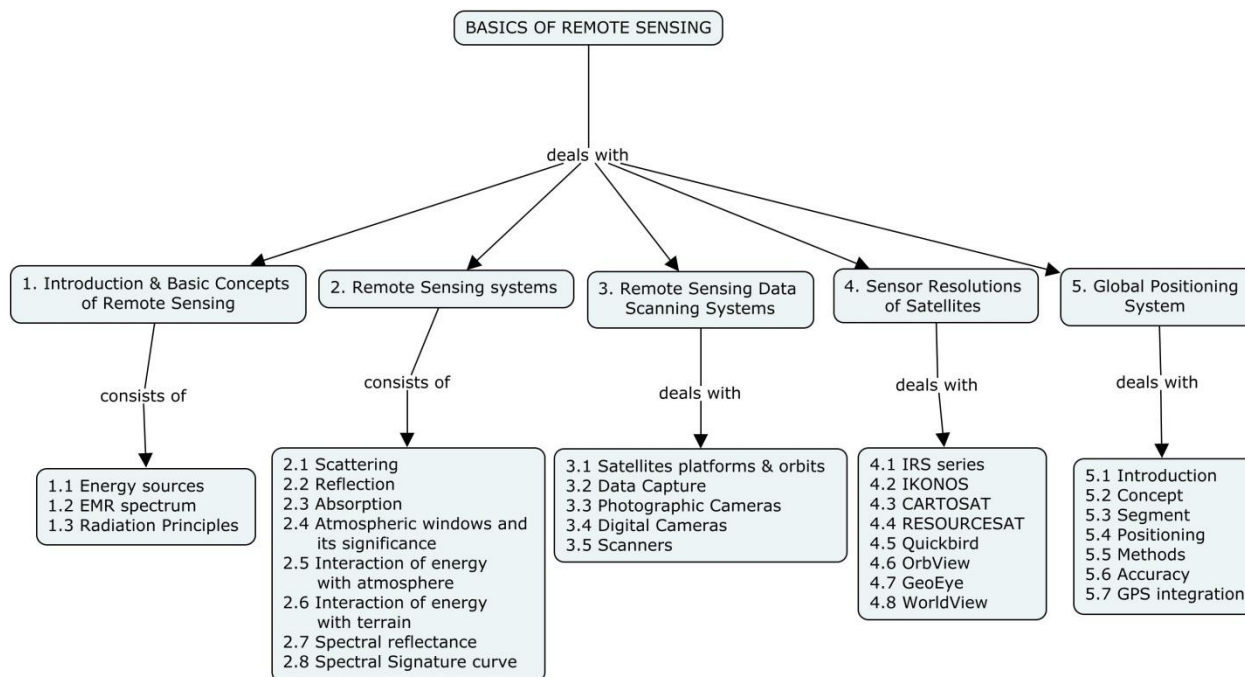 BASICS OF REMOTE SENSING
deals with
1. Introduction & Basic Concepts
of Remote Sensing
2. Remote Sensing systems
3. Remote Sensing Data
Scanning Systems
4. Sensor Resolutions
of Satellites
5. Global Positioning
System
consists of
consists of
deals with
deals with
deals with
1.1 Energy sources
1.2 EMR spectrum
1.3 Radiation Principles
2.1 Scattering
2.2 Reflection
2.3 Absorption
2.4 Atmospheric windows and
its significance
2.5 Interaction of energy
with atmosphere
2.6 Interaction of energy
with terrain
2.7 Spectral reflectance
2.8 Spectral Signature curve
3.1 Satellites platforms & orbits
3.2 Data Capture
3.3 Photographic Cameras
3.4 Digital Cameras
3.5 Scanners
4.1 IRS series
4.2 IKONOS
4.3 CARTOSAT
4.4 RESOURCESAT
4.5 Quickbird
4.6 OrbView
4.7 GeoEye
4.8 WorldView
5.1 Introduction
5.2 Concept
5.3 Segment
5.4 Positioning
5.5 Methods
5.6 Accuracy
5.7 GPS integration